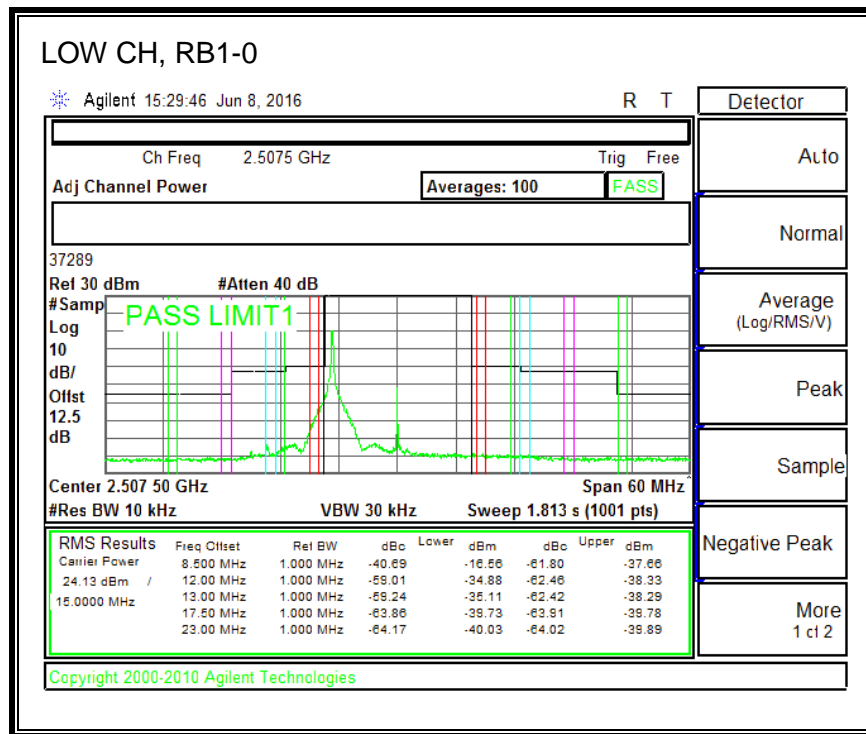 LOW CH, RB1-0
Agilent 15:29:46 Jun 8, 2016 R T
Ch Freq 2.5075 GHz Trig Free
Adj Channel Power Averages: 100 PASS
37289
Ref 30 dBm #Atten 40 dB
#Samp
Log
10
dB/
Offst
12.5
dB
PASS LIMIT1
Center 2.507 50 GHz Span 60 MHz
#Res BW 10 kHz VBW 30 kHz Sweep 1.813 s (1001 pts)
RMS Results Freq Offset Ref BW dBc Lower dBm dBc Upper dBm
Carrier Power 8.500 MHz 1.000 MHz -40.69 -16.56 -61.80 -37.66
24.13 dBm / 12.00 MHz 1.000 MHz -59.01 -34.88 -62.46 -38.33
15.0000 MHz 13.00 MHz 1.000 MHz -59.24 -35.11 -62.42 -38.29
17.50 MHz 1.000 MHz -63.86 -39.73 -63.91 -39.78
23.00 MHz 1.000 MHz -64.17 -40.03 -64.02 -39.89
Copyright 2000-2010 Agilent Technologies
Detector
Auto
Normal
Average
(Log/RMS/V)
Peak
Sample
Negative Peak
More
1 of 2